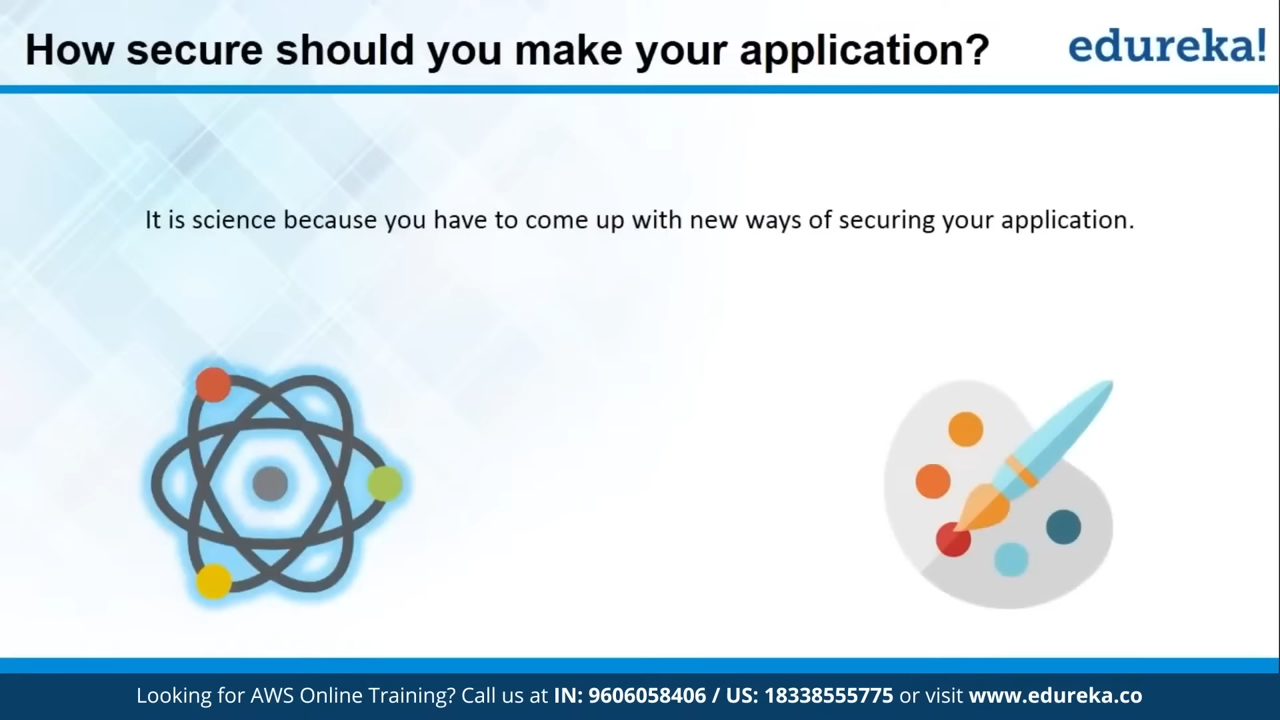 How secure should you make your application?
edureka!
It is science because you have to come up with new ways of securing your application.
Looking for AWS Online Training? Call us at IN: 9606058406 / US: 18338555775 or visit www.edureka.co